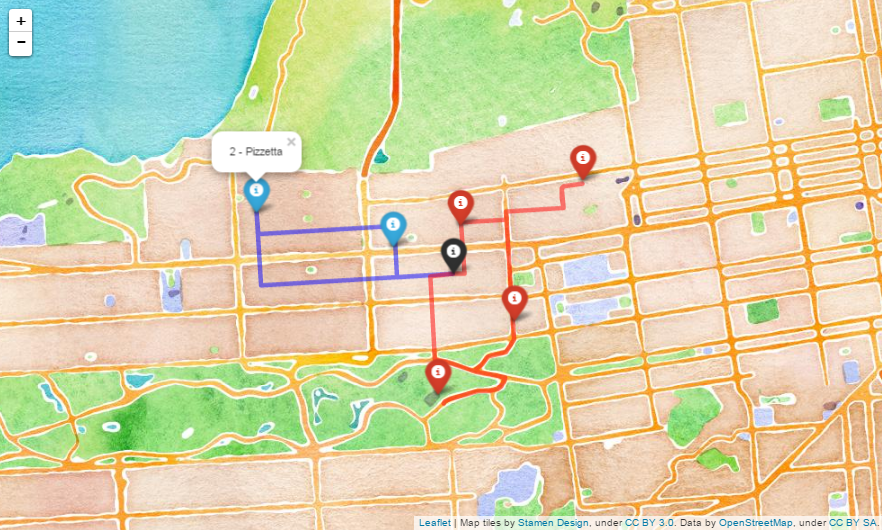 +
−
2 - Pizzetta
×
i
i
i
i
i
i
i
Leaflet | Map tiles by Stamen Design, under CC BY 3.0. Data by OpenStreetMap, under CC BY SA